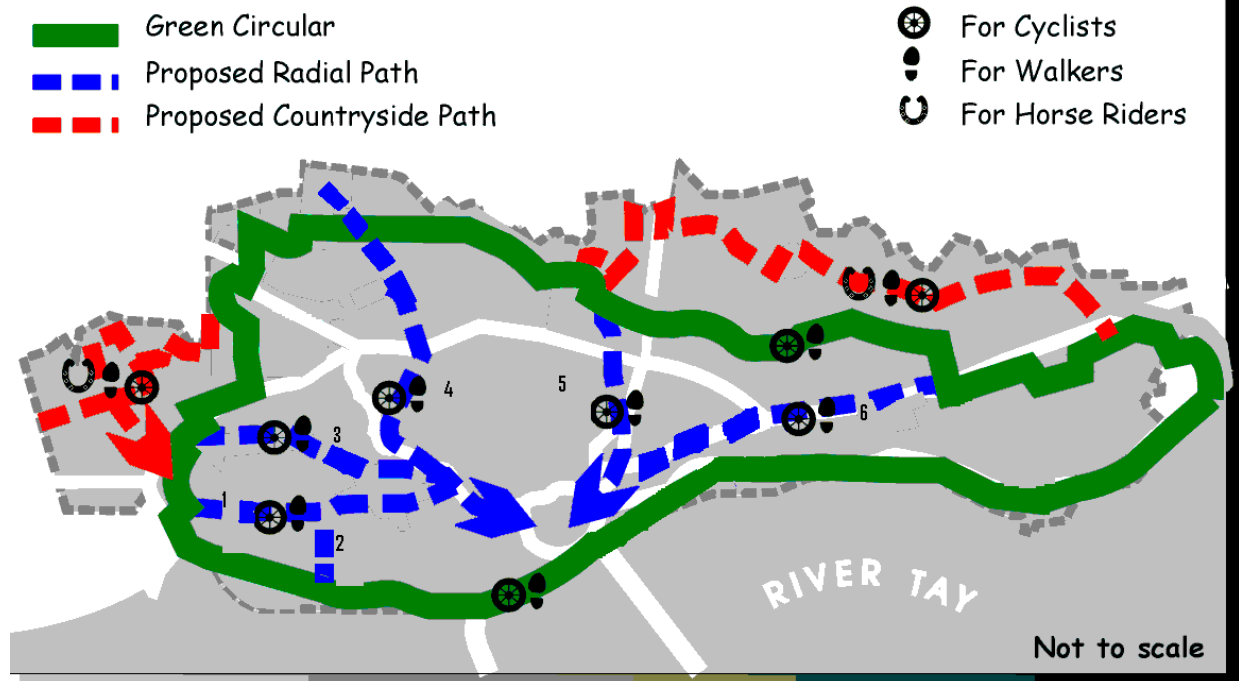 Green Circular
Proposed Radial Path
Proposed Countryside Path
For Cyclists
For Walkers
For Horse Riders
4
5
6
3
1
2
RIVER TAY
Not to scale